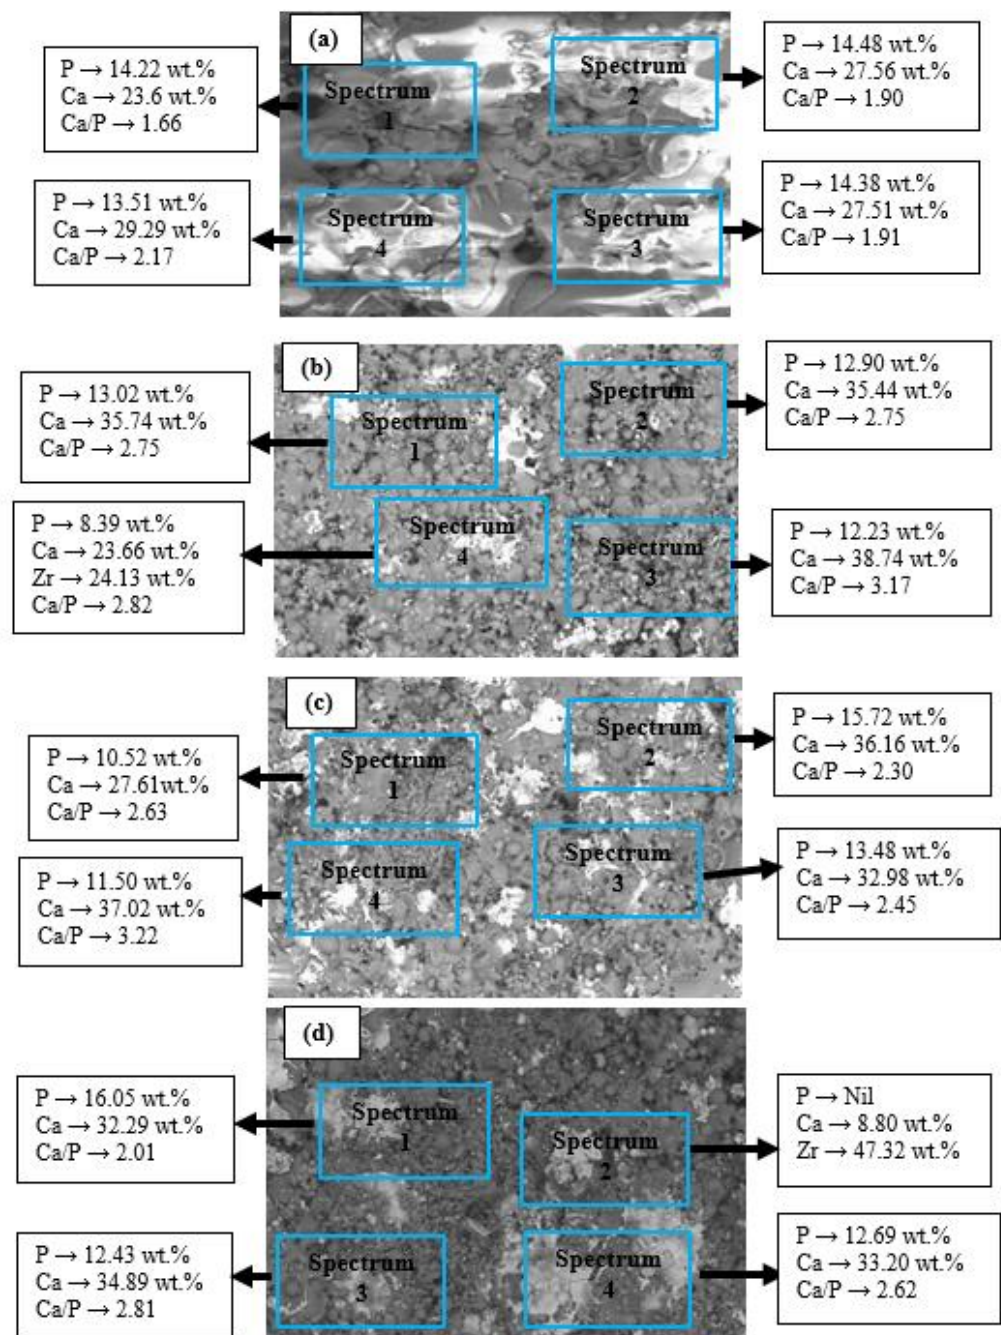 (a)
P → 14.22 wt.%
Ca → 23.6 wt.%
Ca/P → 1.66
Spectrum
1
Spectrum
2
P → 14.48 wt.%
Ca → 27.56 wt.%
Ca/P → 1.90
P → 13.51 wt.%
Ca → 29.29 wt.%
Ca/P → 2.17
Spectrum
4
Spectrum
3
P → 14.38 wt.%
Ca → 27.51 wt.%
Ca/P → 1.91
(b)
P → 13.02 wt.%
Ca → 35.74 wt.%
Ca/P → 2.75
Spectrum
1
Spectrum
2
P → 12.90 wt.%
Ca → 35.44 wt.%
Ca/P → 2.75
P → 8.39 wt.%
Ca → 23.66 wt.%
Zr → 24.13 wt.%
Ca/P → 2.82
Spectrum
4
Spectrum
3
P → 12.23 wt.%
Ca → 38.74 wt.%
Ca/P → 3.17
(c)
P → 10.52 wt.%
Ca → 27.61wt.%
Ca/P → 2.63
Spectrum
1
Spectrum
2
P → 15.72 wt.%
Ca → 36.16 wt.%
Ca/P → 2.30
P → 11.50 wt.%
Ca → 37.02 wt.%
Ca/P → 3.22
Spectrum
4
Spectrum
3
P → 13.48 wt.%
Ca → 32.98 wt.%
Ca/P → 2.45
(d)
P → 16.05 wt.%
Ca → 32.29 wt.%
Ca/P → 2.01
Spectrum
1
Spectrum
2
P → Nil
Ca → 8.80 wt.%
Zr → 47.32 wt.%
P → 12.43 wt.%
Ca → 34.89 wt.%
Ca/P → 2.81
Spectrum
3
Spectrum
4
P → 12.69 wt.%
Ca → 33.20 wt.%
Ca/P → 2.62